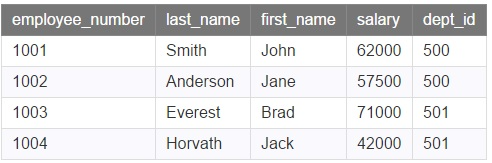 employee_number last_name first_name salary dept_id
1001 Smith John 62000 500
1002 Anderson Jane 57500 500
1003 Everest Brad 71000 501
1004 Horvath Jack 42000 501